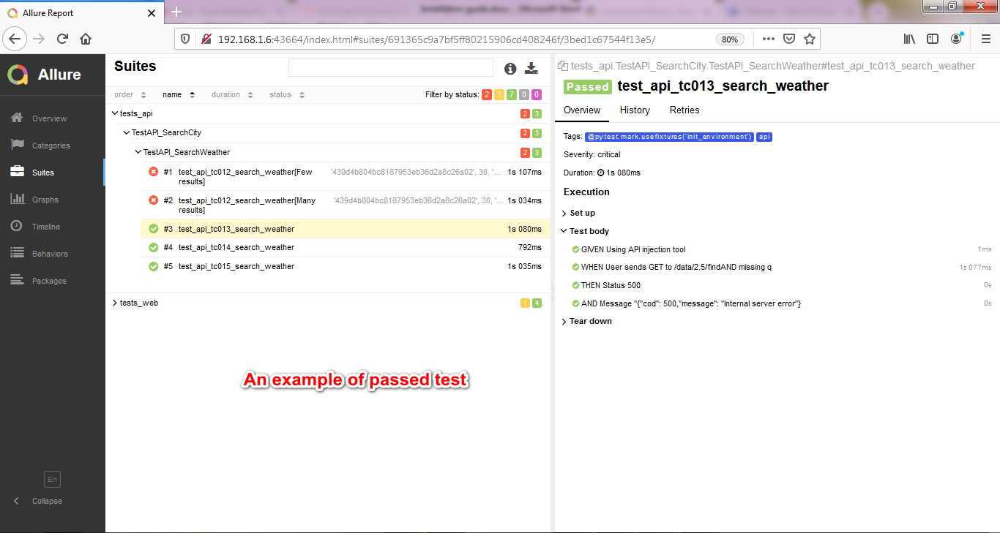 Allure Report
Installation guide.docx - Microsoft Word
192.168.1.6:43664/index.html#suites/691365c9a7bf5ff80215906cd408246f/3bed1c67544f13e5/
80%
Allure
Overview
Categories
Suites
Graphs
Timeline
Behaviors
Packages
En
Collapse
Suites
order name duration status Filter by status: 2 1 7 0 0
tests_api 2 3
TestAPI_SearchCity 2 3
TestAPI_SearchWeather 2 3
#1 test_api_tc012_search_weather[Few results] '439d4b804bc8187953eb36d2a8c26a02', 30, '... 1s 107ms
#2 test_api_tc012_search_weather[Many results] '439d4b804bc8187953eb36d2a8c26a02', 30, '... 1s 034ms
#3 test_api_tc013_search_weather 1s 080ms
#4 test_api_tc014_search_weather 792ms
#5 test_api_tc015_search_weather 1s 035ms
tests_web 1 4
An example of passed test
tests_api.TestAPI_SearchCity.TestAPI_SearchWeather#test_api_tc013_search_weather
Passed test_api_tc013_search_weather
Overview History Retries
Tags: @pytest.mark.usefixtures('init_environment') api
Severity: critical
Duration: 1s 080ms
Execution
Set up
Test body
GIVEN Using API injection tool 1ms
WHEN User sends GET to /data/2.5/findAND missing q 1s 077ms
THEN Status 500 0s
AND Message "{"cod": 500,"message": "Internal server error"} 0s
Tear down